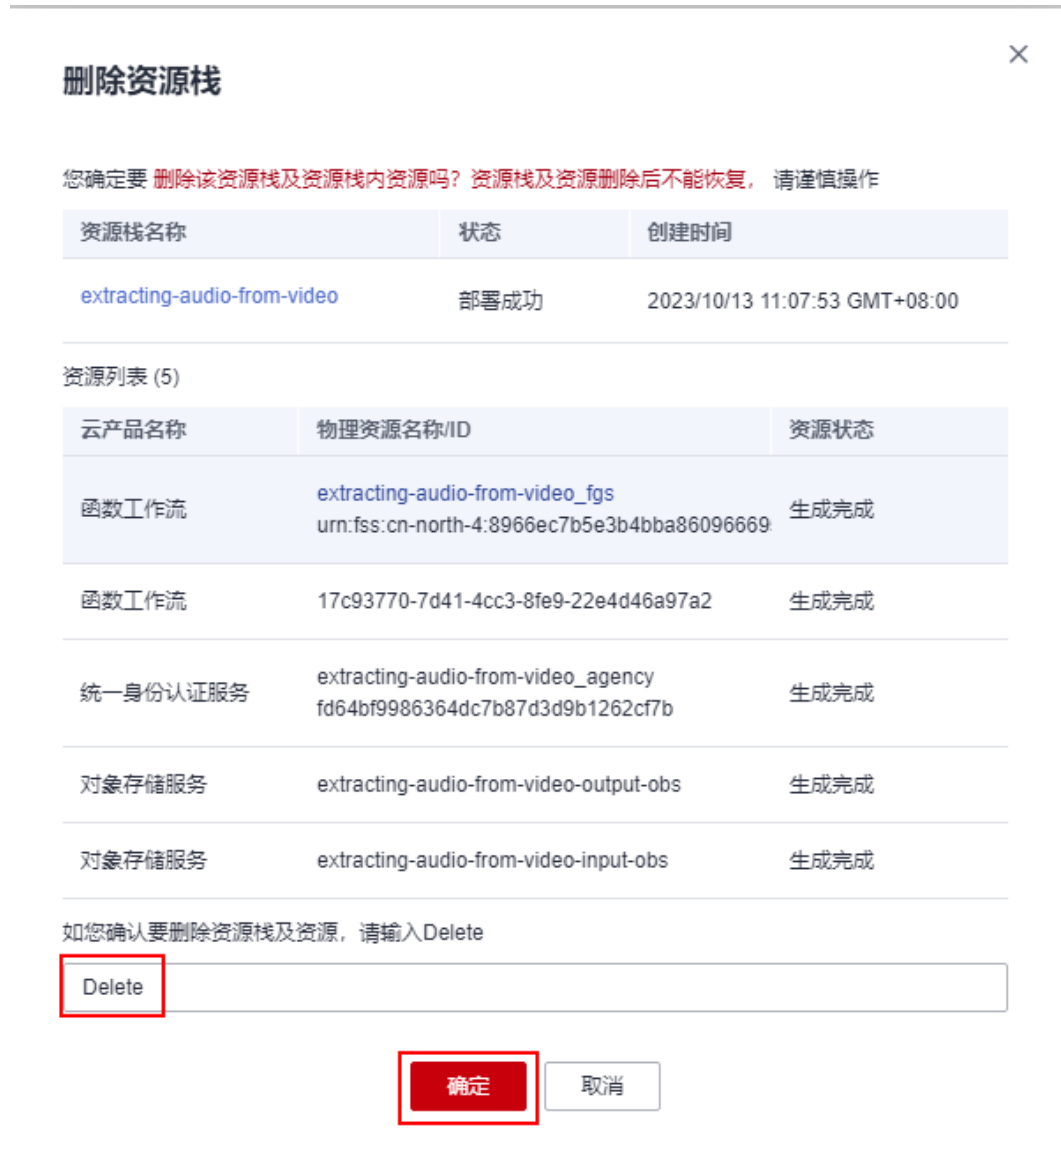 删除资源栈
您确定要 删除该资源栈及资源栈内资源吗？资源栈及资源删除后不能恢复， 请谨慎操作
资源栈名称 状态 创建时间
extracting-audio-from-video 部署成功 2023/10/13 11:07:53 GMT+08:00
资源列表 (5)
云产品名称 物理资源名称/ID 资源状态
函数工作流 extracting-audio-from-video_fgs 生成完成
urn:fss:cn-north-4:8966ec7b5e3b4bba86096669
函数工作流 17c93770-7d41-4cc3-8fe9-22e4d46a97a2 生成完成
统一身份认证服务 extracting-audio-from-video_agency 生成完成
fd64bf9986364dc7b87d3d9b1262cf7b
对象存储服务 extracting-audio-from-video-output-obs 生成完成
对象存储服务 extracting-audio-from-video-input-obs 生成完成
如您确认要删除资源栈及资源，请输入Delete
Delete
确定 取消